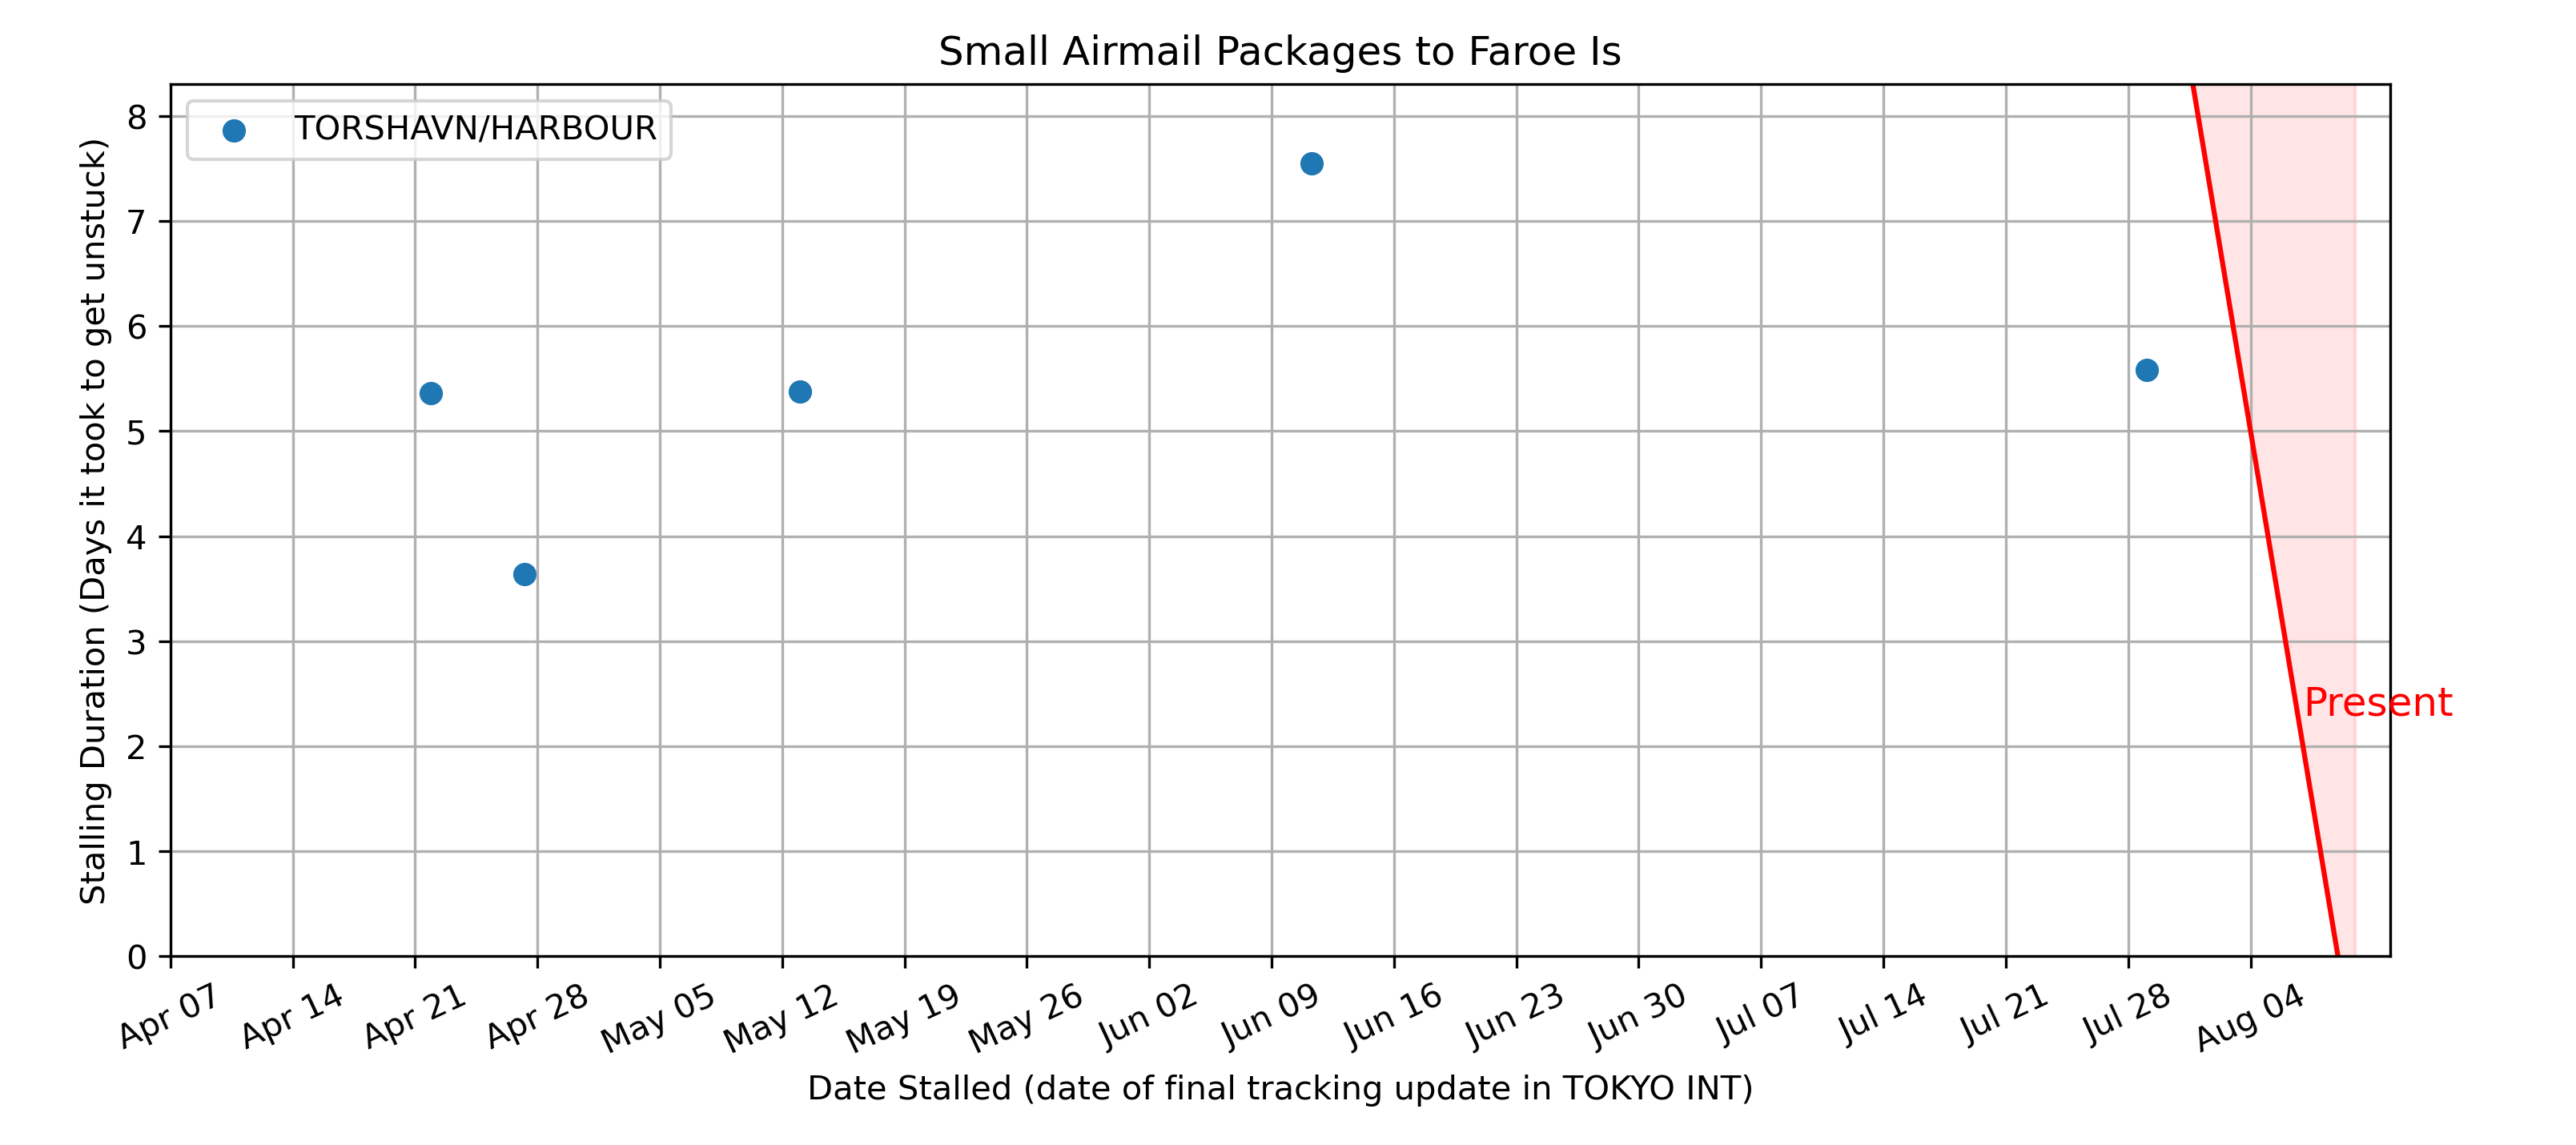 Small Airmail Packages to Faroe Is
TORSHAVN/HARBOUR
Stalling Duration (Days it took to get unstuck)
8
7
6
5
4
3
2
1
0
Present
Apr 07
Apr 14
Apr 21
Apr 28
May 05
May 12
May 19
May 26
Jun 02
Jun 09
Jun 16
Jun 23
Jun 30
Jul 07
Jul 14
Jul 21
Jul 28
Aug 04
Date Stalled (date of final tracking update in TOKYO INT)